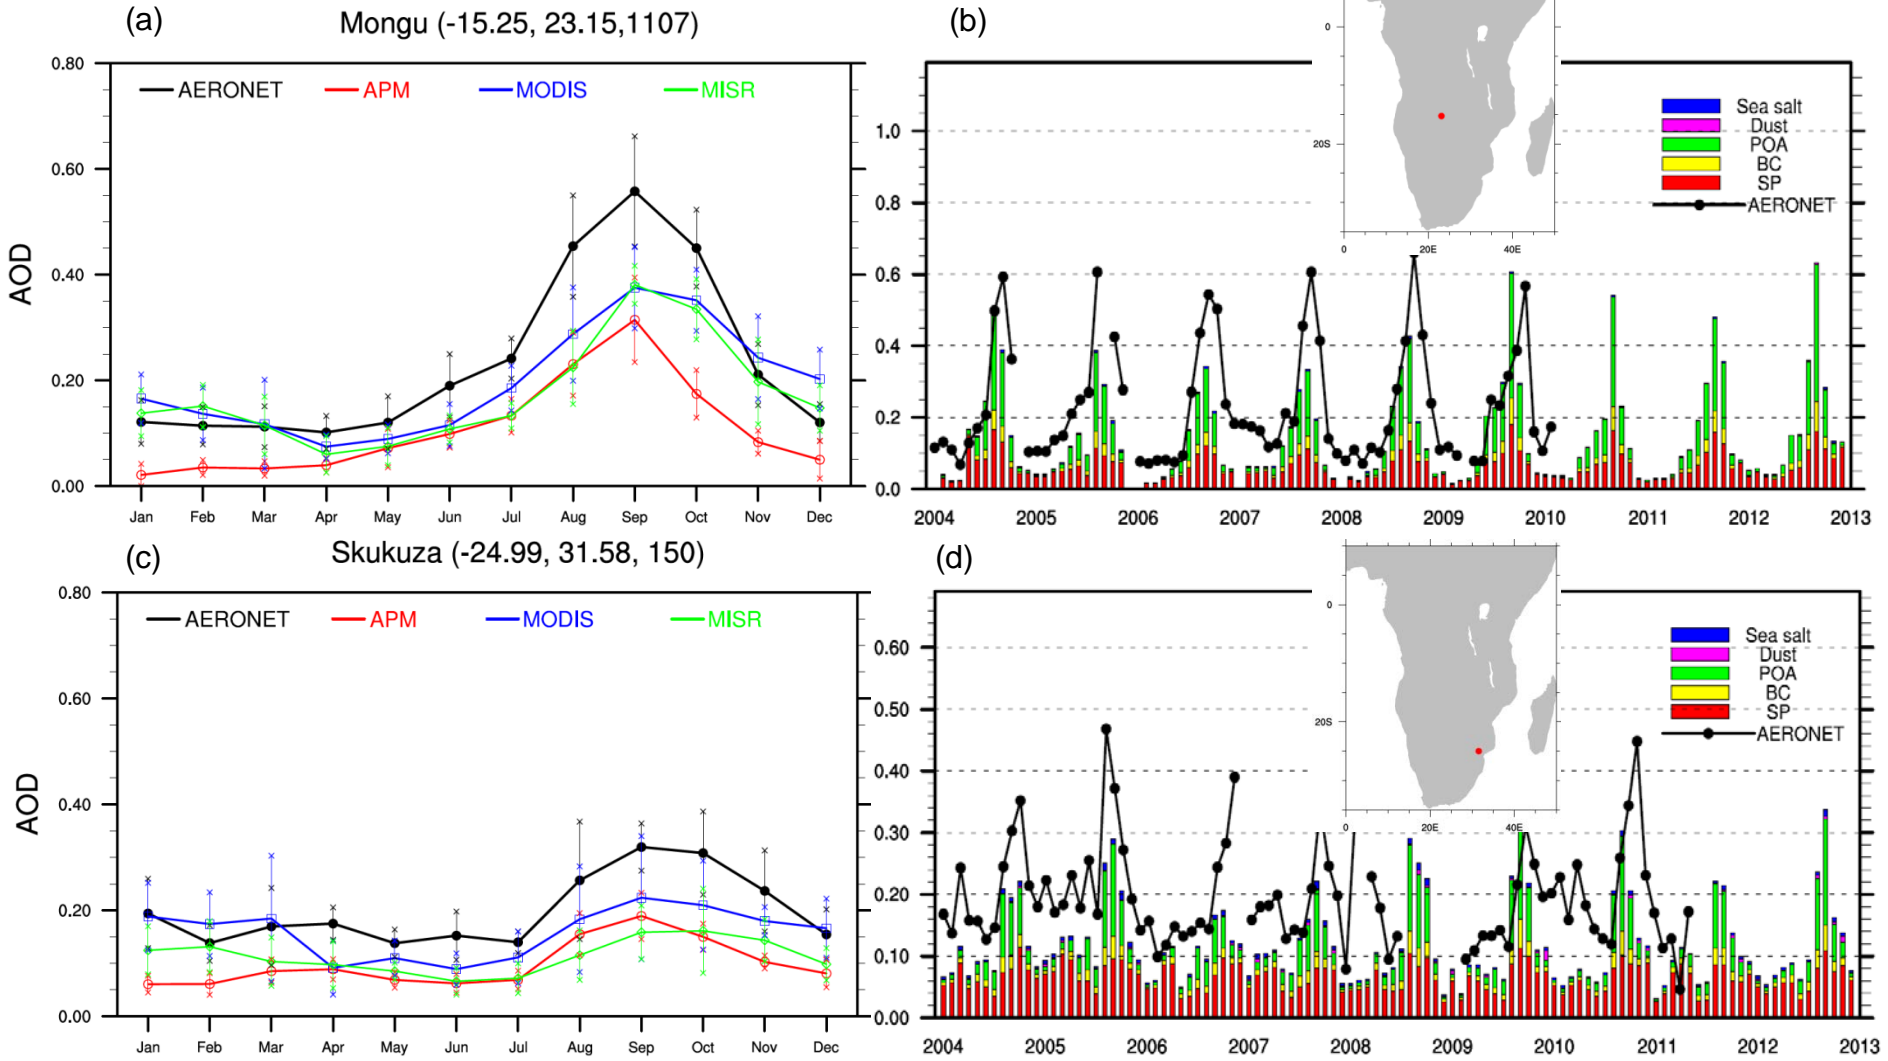 (a) Mongu (-15.25, 23.15,1107)
0.80
AERONET APM MODIS MISR
0.60
0.40
0.20
0.00
AOD
Jan Feb Mar Apr May Jun Jul Aug Sep Oct Nov Dec
(b)
0
20S
0 20E 40E
1.0
0.8
0.6
0.4
0.2
0.0
Sea salt
Dust
POA
BC
SP
AERONET
2004 2005 2006 2007 2008 2009 2010 2011 2012 2013
(c) Skukuza (-24.99, 31.58, 150)
0.80
AERONET APM MODIS MISR
0.60
0.40
0.20
0.00
AOD
Jan Feb Mar Apr May Jun Jul Aug Sep Oct Nov Dec
(d)
0
20S
0 20E 40E
0.60
0.50
0.40
0.30
0.20
0.10
0.00
Sea salt
Dust
POA
BC
SP
AERONET
2004 2005 2006 2007 2008 2009 2010 2011 2012 2013